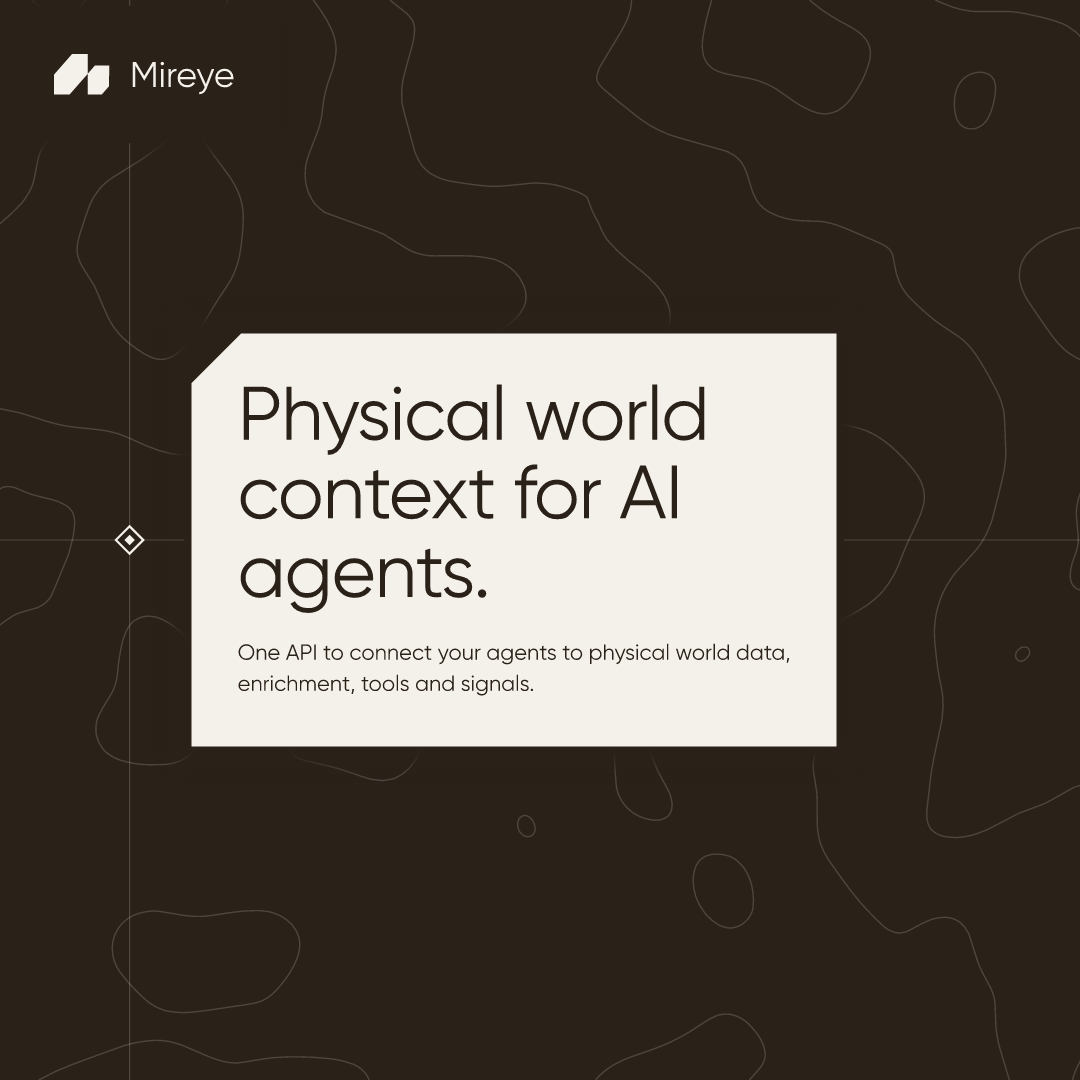 Mireye
Physical world
context for AI
agents.
One API to connect your agents to physical world data,
enrichment, tools and signals.